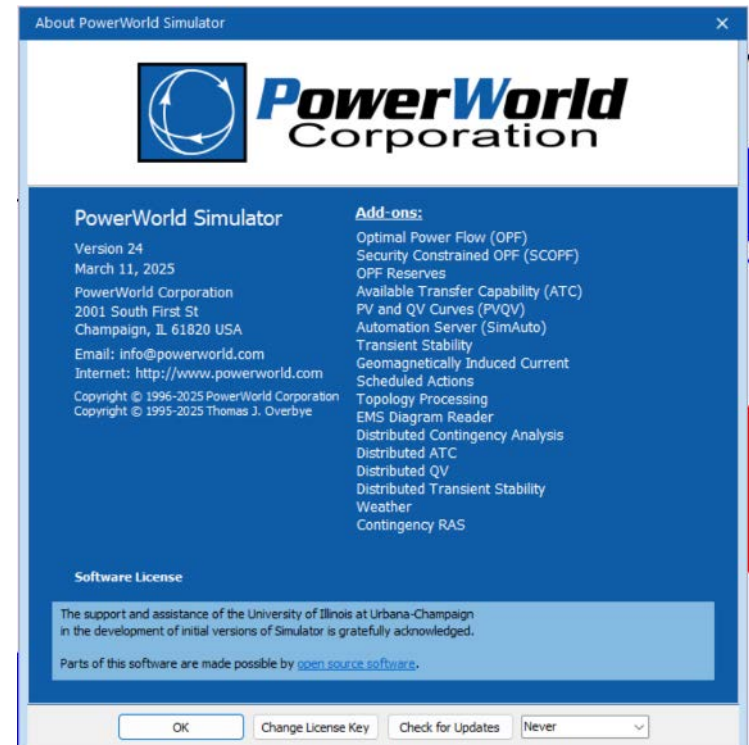 About PowerWorld Simulator
PowerWorld
Corporation
PowerWorld Simulator
Version 24
March 11, 2025
PowerWorld Corporation
2001 South First St
Champaign, IL 61820 USA
Email: info@powerworld.com
Internet: http://www.powerworld.com
Copyright © 1996-2025 PowerWorld Corporation
Copyright © 1995-2025 Thomas J. Overbye
Add-ons:
Optimal Power Flow (OPF)
Security Constrained OPF (SCOPF)
OPF Reserves
Available Transfer Capability (ATC)
PV and QV Curves (PVQV)
Automation Server (SimAuto)
Transient Stability
Geomagnetically Induced Current
Scheduled Actions
Topology Processing
EMS Diagram Reader
Distributed Contingency Analysis
Distributed ATC
Distributed QV
Distributed Transient Stability
Weather
Contingency RAS
Software License
The support and assistance of the University of Illinois at Urbana-Champaign
in the development of initial versions of Simulator is gratefully acknowledged.
Parts of this software are made possible by open source software.
OK
Change License Key
Check for Updates
Never